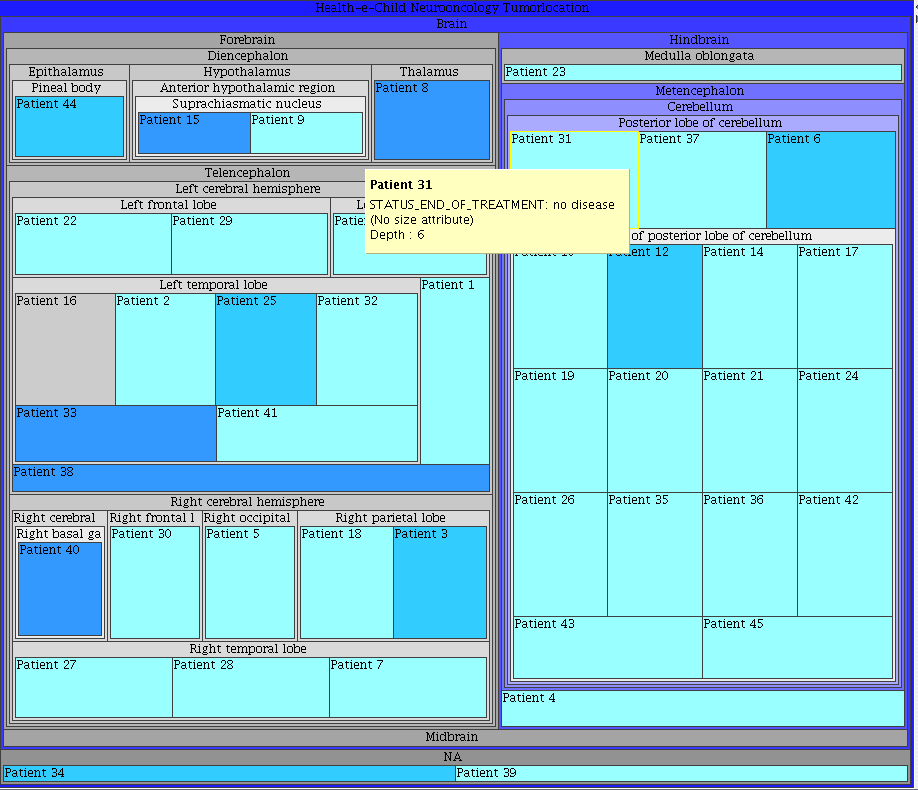 Health-e-Child Neurooncology Tumorlocation
Brain
Forebrain
Diencephalon
Epithalamus
Pineal body
Patient 44
Hypothalamus
Anterior hypothalamic region
Suprachiasmatic nucleus
Patient 15
Patient 9
Thalamus
Patient 8
Telencephalon
Left cerebral hemisphere
Left frontal lobe
Patient 22
Patient 29
Patient 31
STATUS_END_OF_TREATMENT: no disease
(No size attribute)
Depth : 6
Left temporal lobe
Patient 16
Patient 2
Patient 25
Patient 32
Patient 33
Patient 41
Patient 1
Patient 38
Right cerebral hemisphere
Right cerebral
Right basal ga
Patient 40
Right frontal l
Patient 30
Right occipital
Patient 5
Right parietal lobe
Patient 18
Patient 3
Right temporal lobe
Patient 27
Patient 28
Patient 7
Hindbrain
Medulla oblongata
Patient 23
Metencephalon
Cerebellum
Posterior lobe of cerebellum
Patient 31
Patient 37
Patient 6
of posterior lobe of cerebellum
Patient 12
Patient 14
Patient 17
Patient 19
Patient 20
Patient 21
Patient 24
Patient 26
Patient 35
Patient 36
Patient 42
Patient 43
Patient 45
Patient 4
Midbrain
NA
Patient 34
Patient 39